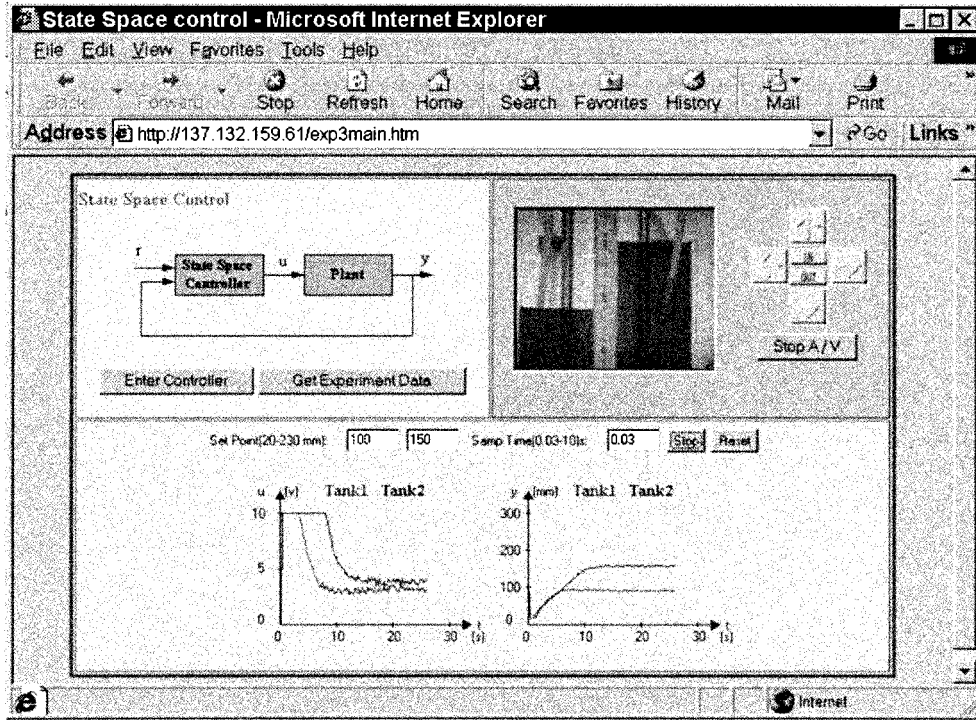 State Space control - Microsoft Internet Explorer
File Edit View Favorites Tools Help
Back Forward Stop Refresh Home Search Favorites History Mail Print
Address http://137.132.159.61/exp3main.htm Go Links »
State Space Control
r
State Space
Controller
u
Plant
y
Enter Controller Get Experiment Data
Stop A / V
Set Point(20-230 mm): 100 150 Samp Time(0.03-10)s: 0.03 Stop Reset
u (v) Tank1 Tank2
10
5
0
0 10 20 30 t (s)
y (mm) Tank1 Tank2
300
200
100
0
0 10 20 30 t (s)
Internet